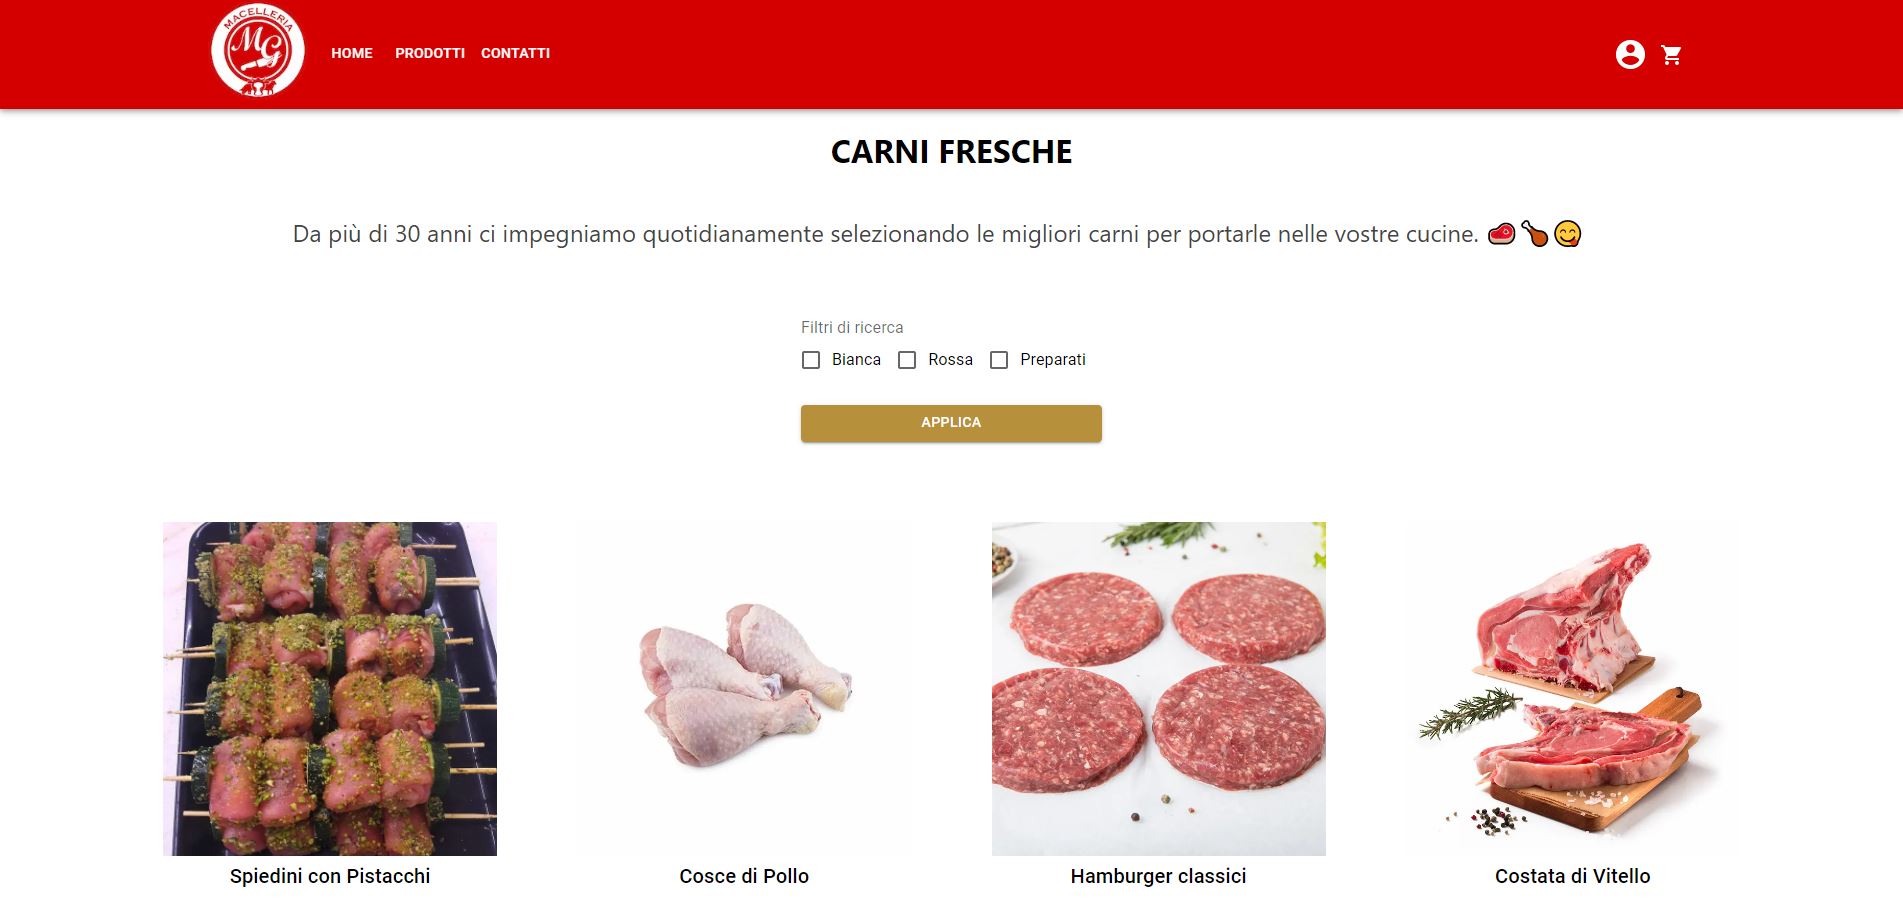 MACELLERIA
MG
HOME PRODOTTI CONTATTI
CARNI FRESCHE
Da più di 30 anni ci impegniamo quotidianamente selezionando le migliori carni per portarle nelle vostre cucine. 🥩🍗😋
Filtri di ricerca
Bianca Rossa Preparati
APPLICA
Spiedini con Pistacchi
Cosce di Pollo
Hamburger classici
Costata di Vitello